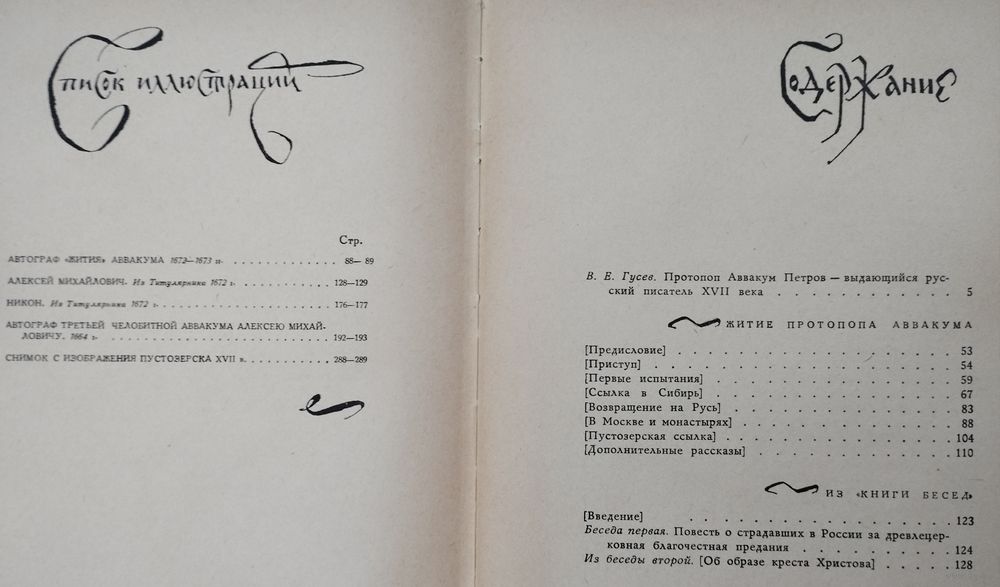 Список иллюстраций
Стр.
АВТОГРАФ «ЖИТИЯ» АВВАКУМА 1672—1673 гг. . . . . . . . . . . . 88— 89
АЛЕКСЕЙ МИХАЙЛОВИЧ. Из Титулярника 1672 г. . . . . . . . . . . 128—129
НИКОН. Из Титулярника 1672 г. . . . . . . . . . . . . . . . . . 176—177
АВТОГРАФ ТРЕТЬЕЙ ЧЕЛОБИТНОЙ АВВАКУМА АЛЕКСЕЮ МИХАЙ-
ЛОВИЧУ. 1664 г. . . . . . . . . . . . . . . . . . . . . . . . . 192—193
СНИМОК С ИЗОБРАЖЕНИЯ ПУСТОЗЕРСКА XVII в. . . . . . . . . . . 288—289
Содержание
В. Е. Гусев. Протопоп Аввакум Петров — выдающийся рус-
ский писатель XVII века . . . . . . . . . . . . 5
ЖИТИЕ ПРОТОПОПА АВВАКУМА
[Предисловие] . . . . . . . . . . . . . . . . . . . 53
[Приступ] . . . . . . . . . . . . . . . . . . . . . 54
[Первые испытания] . . . . . . . . . . . . . . . . 59
[Ссылка в Сибирь] . . . . . . . . . . . . . . . . . 67
[Возвращение на Русь] . . . . . . . . . . . . . . . 83
[В Москве и монастырях] . . . . . . . . . . . . . . 88
[Пустозерская ссылка] . . . . . . . . . . . . . . . 104
[Дополнительные рассказы] . . . . . . . . . . . . . 110
ИЗ «КНИГИ БЕСЕД»
[Введение] . . . . . . . . . . . . . . . . . . . 123
Беседа первая. Повесть о страдавших в России за древлецер-
ковная благочестная предания . . . . . . . . . . 124
Из беседы второй. [Об образе креста Христова] . . . . . 128